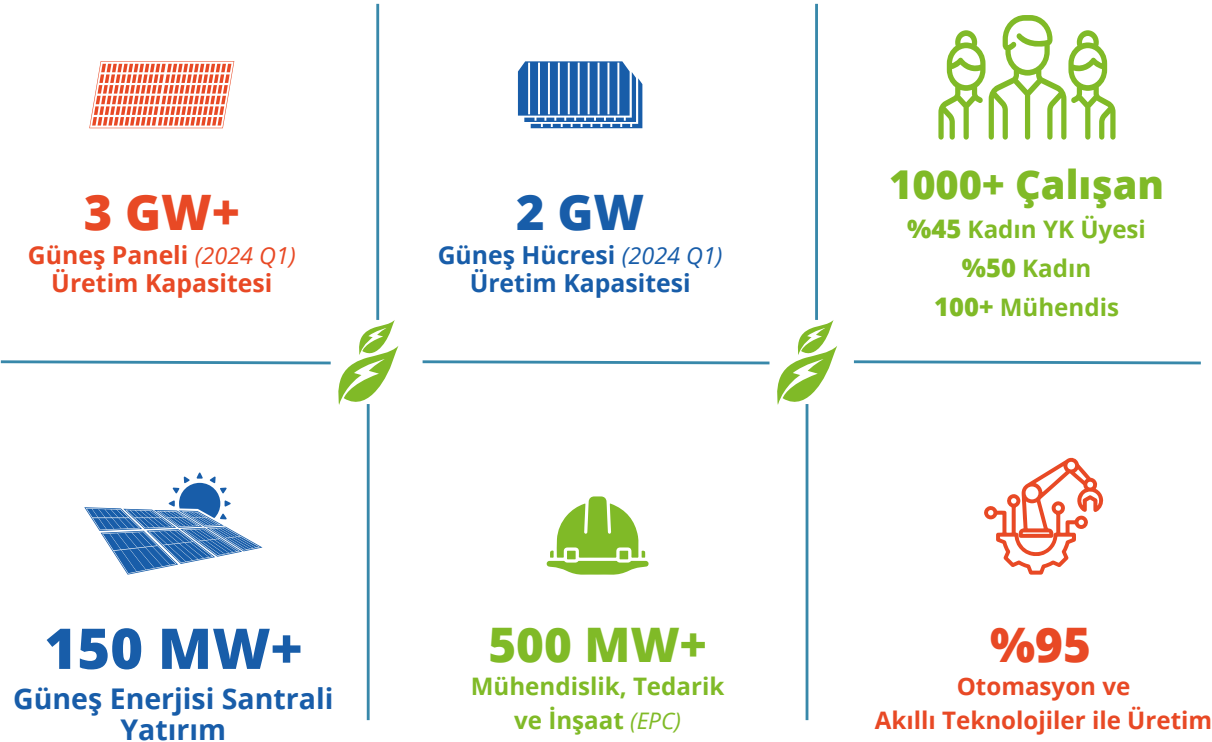 3 GW+
Güneş Paneli (2024 Q1)
Üretim Kapasitesi
2 GW
Güneş Hücresi (2024 Q1)
Üretim Kapasitesi
1000+ Çalışan
%45 Kadın YK Üyesi
%50 Kadın
100+ Mühendis
150 MW+
Güneş Enerjisi Santrali
Yatırım
500 MW+
Mühendislik, Tedarik
ve İnşaat (EPC)
%95
Otomasyon ve
Akıllı Teknolojiler ile Üretim